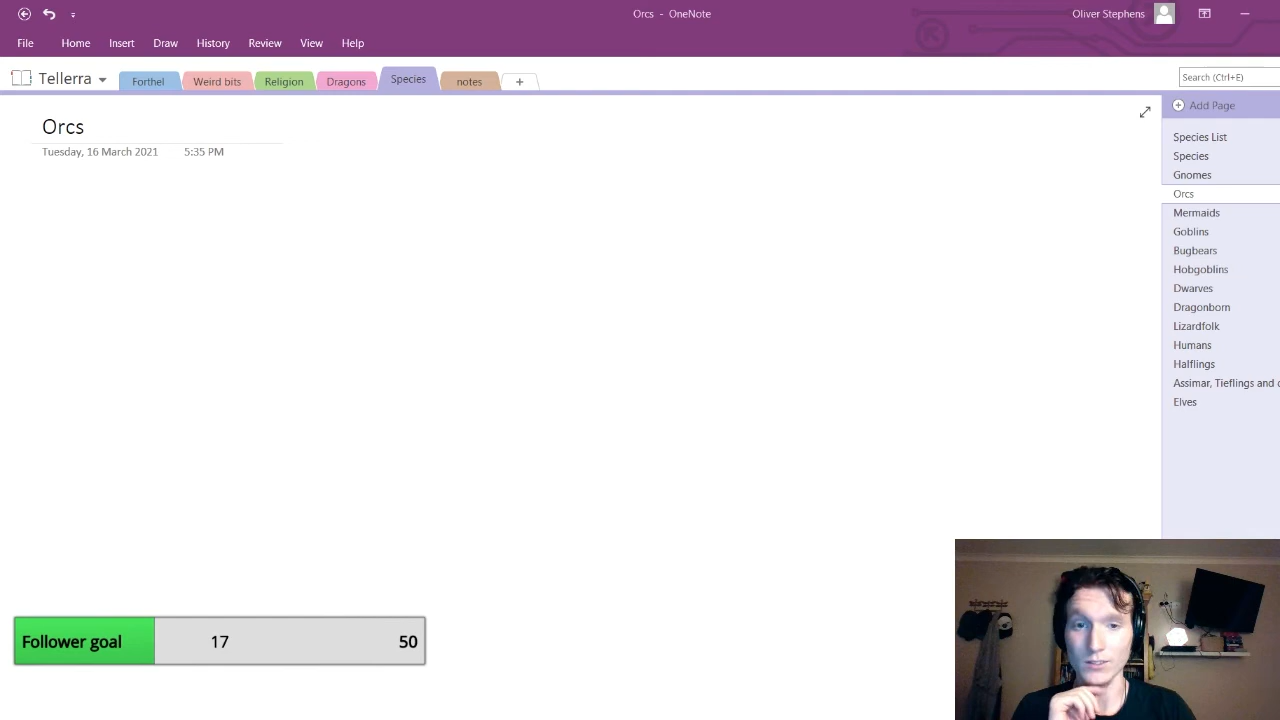 Orcs - OneNote
Oliver Stephens
File Home Insert Draw History Review View Help
Tellerra Forthel Weird bits Religion Dragons Species notes
Search (Ctrl+E)
Add Page
Orcs
Tuesday, 16 March 2021 5:35 PM
Species List
Species
Gnomes
Orcs
Mermaids
Goblins
Bugbears
Hobgoblins
Dwarves
Dragonborn
Lizardfolk
Humans
Halflings
Assimar, Tieflings and
Elves
Follower goal 17 50